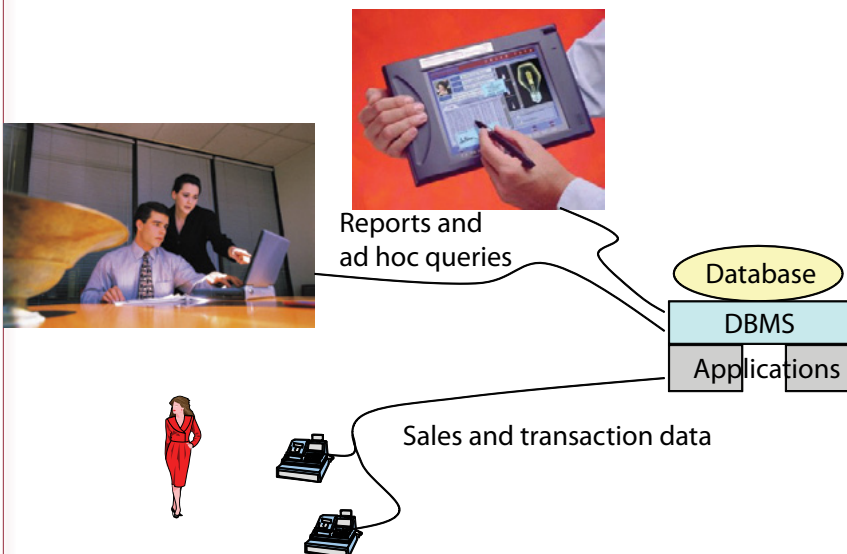 Reports and
ad hoc queries
Database
DBMS
Applications
Sales and transaction data